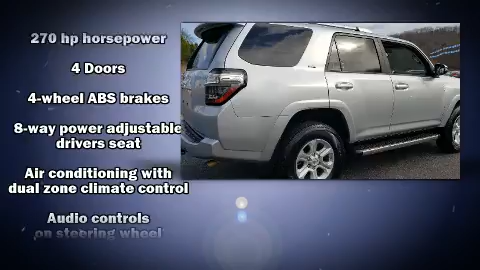 270 hp horsepower
4 Doors
4-wheel ABS brakes
8-way power adjustable
drivers seat
Air conditioning with
dual zone climate control
Audio controls
on steering wheel